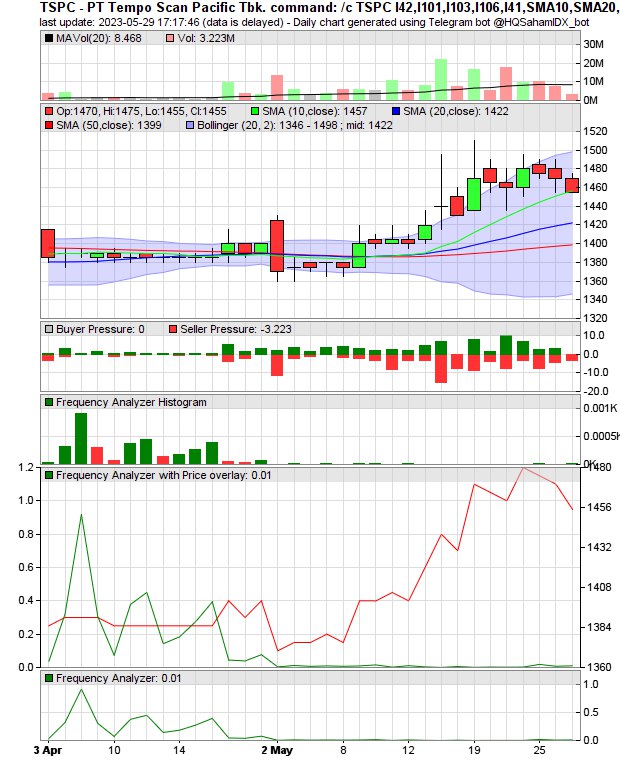 TSPC - PT Tempo Scan Pacific Tbk. command: /c TSPC I42,I101,I103,I106,I41,SMA10,SMA20,
last update: 2023-05-29 17:17:46 (data is delayed) - Daily chart generated using Telegram bot @HQSahamIDX_bot
MAVol(20): 8.468 Vol: 3.223M
30M
20M
10M
0M
Op:1470, Hi:1475, Lo:1455, Cl:1455 SMA (10,close): 1457 SMA (20,close): 1422
SMA (50,close): 1399 Bollinger (20, 2): 1346 - 1498 ; mid: 1422
1520
1500
1480
1460
1440
1420
1400
1380
1360
1340
1320
Buyer Pressure: 0 Seller Pressure: -3.223
10.0
0.0
-10.0
-20.0
Frequency Analyzer Histogram
0.001K
0.0005K
0K
Frequency Analyzer with Price overlay: 0.01
1.2
1.0
0.8
0.6
0.4
0.2
0.0
1480
1456
1432
1408
1384
1360
Frequency Analyzer: 0.01
1.0
0.5
0.0
3 Apr 10 14 2 May 8 12 19 25